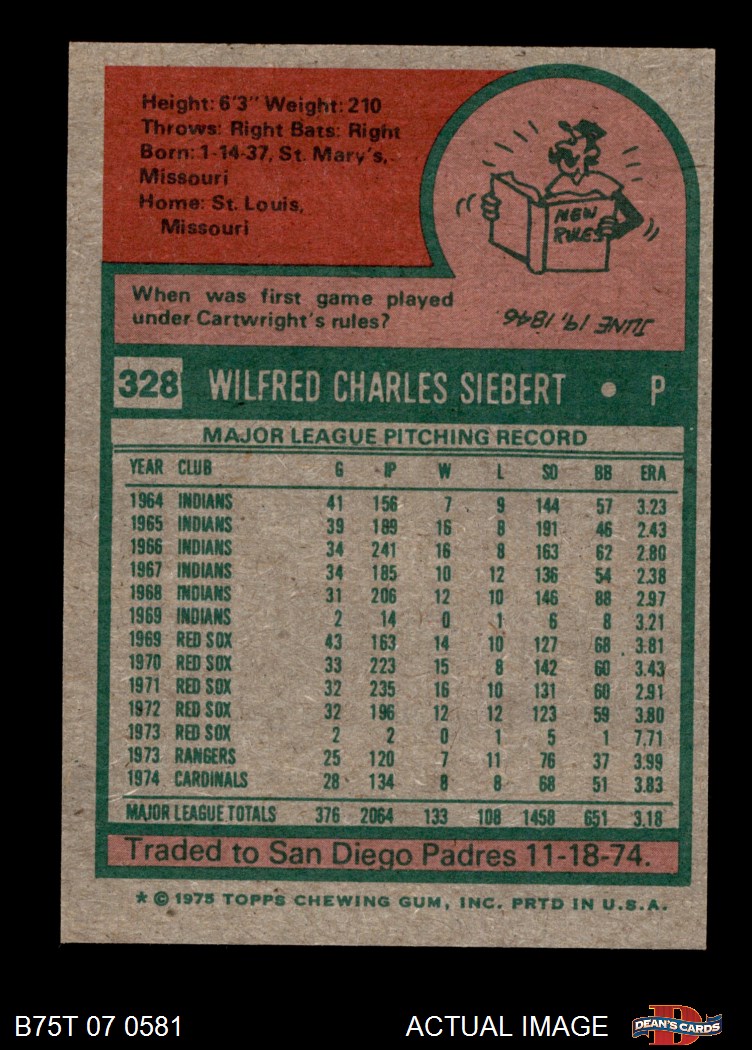 Height: 6'3" Weight: 210
Throws: Right Bats: Right
Born: 1-14-37, St. Mary's,
Missouri
Home: St. Louis,
Missouri
NEW
RULES
When was first game played
under Cartwright's rules?
JUNE 19, 1846
328 WILFRED CHARLES SIEBERT • P
MAJOR LEAGUE PITCHING RECORD
YEAR CLUB G IP W L SO BB ERA
1964 INDIANS 41 156 7 9 144 57 3.23
1965 INDIANS 39 189 16 8 191 46 2.43
1966 INDIANS 34 241 16 8 163 62 2.80
1967 INDIANS 34 185 10 12 136 54 2.38
1968 INDIANS 31 206 12 10 146 88 2.97
1969 INDIANS 2 14 0 1 6 8 3.21
1969 RED SOX 43 163 14 10 127 68 3.81
1970 RED SOX 33 223 15 8 142 60 3.43
1971 RED SOX 32 235 16 10 131 60 2.91
1972 RED SOX 32 196 12 12 123 59 3.80
1973 RED SOX 2 2 0 1 5 1 7.71
1973 RANGERS 25 120 7 11 76 37 3.99
1974 CARDINALS 28 134 8 8 68 51 3.83
MAJOR LEAGUE TOTALS 376 2064 133 108 1458 651 3.18
Traded to San Diego Padres 11-18-74.
* © 1975 TOPPS CHEWING GUM, INC. PRTD IN U.S.A.
B75T 07 0581 ACTUAL IMAGE
DEAN'S CARDS